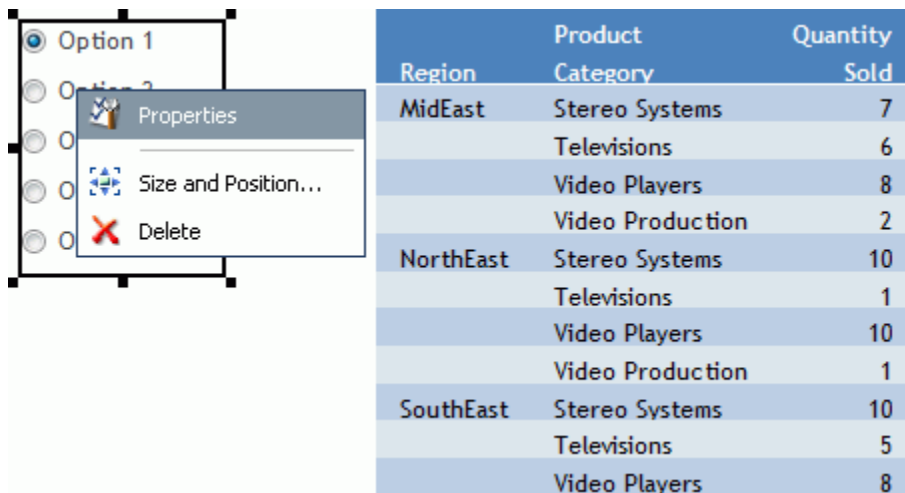 Option 1
O
O
O
O
Properties
Size and Position...
Delete
Product Quantity
Region Category Sold
MidEast Stereo Systems 7
Televisions 6
Video Players 8
Video Production 2
NorthEast Stereo Systems 10
Televisions 1
Video Players 10
Video Production 1
SouthEast Stereo Systems 10
Televisions 5
Video Players 8